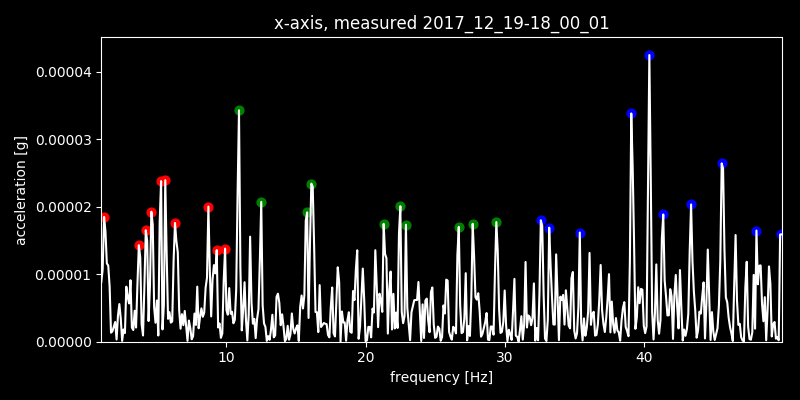 x-axis, measured 2017_12_19-18_00_01
acceleration [g]
0.00004
0.00003
0.00002
0.00001
0.00000
10 20 30 40
frequency [Hz]